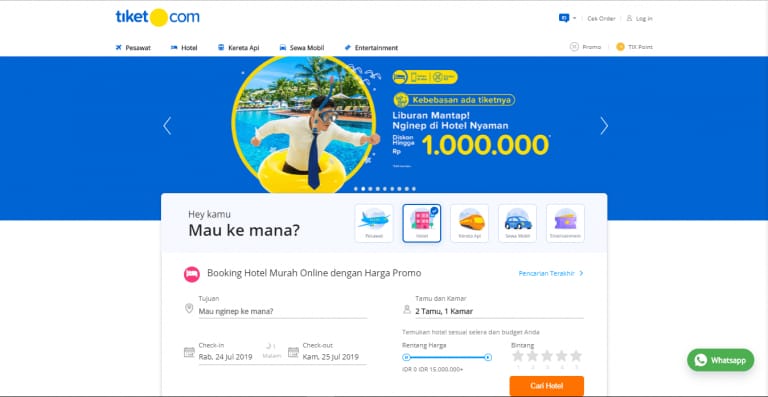 tiket com
ID
Cek Order
Log in
Pesawat
Hotel
Kereta Api
Sewa Mobil
Entertainment
Promo
TIX Point
Kebebasan ada tiketnya
Liburan Mantap!
Nginep di Hotel Nyaman
Diskon
Hingga
Rp 1.000.000*
Hey kamu
Mau ke mana?
Pesawat
Hotel
Kereta Api
Sewa Mobil
Entertainment
Booking Hotel Murah Online dengan Harga Promo
Pencarian Terakhir
Tujuan
Mau nginep ke mana?
Tamu dan Kamar
2 Tamu, 1 Kamar
Temukan hotel sesuai selera dan budget Anda
Check-in
Rab, 24 Jul 2019
1
Malam
Check-out
Kam, 25 Jul 2019
Rentang Harga
IDR 0 IDR 15,000,000+
Bintang
1 2 3 4 5
Cari Hotel
Whatsapp